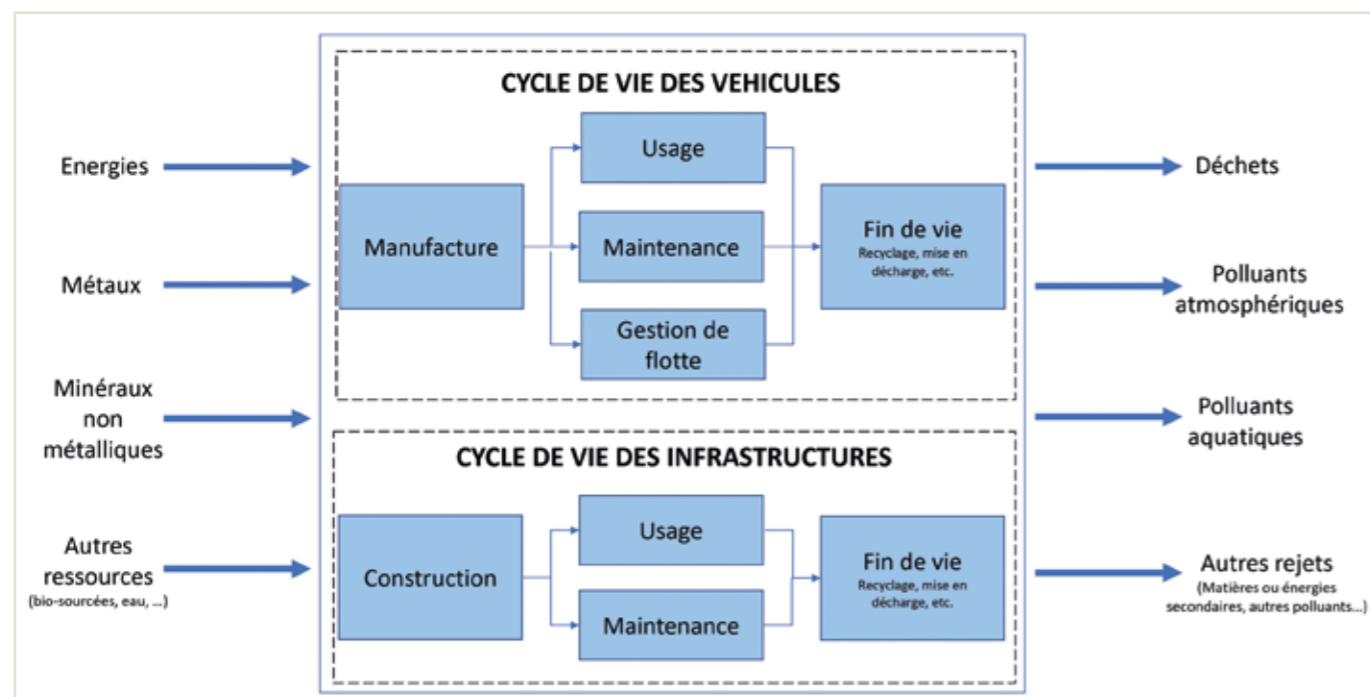 CYCLE DE VIE DES VEHICULES
Energies
Métaux
Minéraux
non
métalliques
Autres
ressources
(bio-sourcées, eau, ...)
Manufacture
Usage
Maintenance
Gestion de
flotte
Fin de vie
Recyclage, mise en
décharge, etc.
CYCLE DE VIE DES INFRASTRUCTURES
Construction
Usage
Maintenance
Fin de vie
Recyclage, mise en
décharge, etc.
Déchets
Polluants
atmosphériques
Polluants
aquatiques
Autres rejets
(Matières ou énergies
secondaires, autres polluants...)